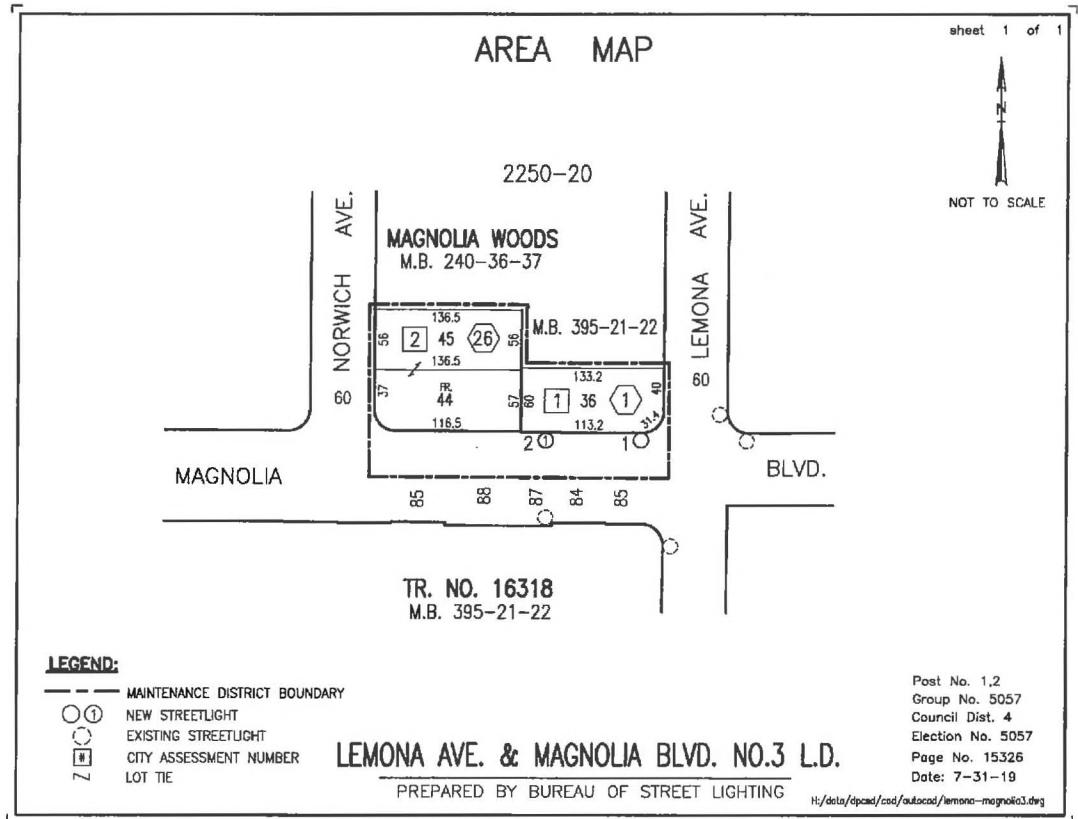 sheet 1 of 1
AREA MAP
N
NOT TO SCALE
2250-20
NORWICH AVE.
60
LEMONA AVE.
60
MAGNOLIA WOODS
M.B. 240-36-37
M.B. 395-21-22
136.5
56 2 45 26 56
136.5
133.2
37 FR. 57 60 1 36 1 40
44
116.5 113.2 31.4
2 1 1
MAGNOLIA BLVD.
85 88 87 84 85
TR. NO. 16318
M.B. 395-21-22
LEGEND:
MAINTENANCE DISTRICT BOUNDARY
1 NEW STREETLIGHT
EXISTING STREETLIGHT
# CITY ASSESSMENT NUMBER
LOT TIE
LEMONA AVE. & MAGNOLIA BLVD. NO.3 L.D.
PREPARED BY BUREAU OF STREET LIGHTING
Post No. 1,2
Group No. 5057
Council Dist. 4
Election No. 5057
Page No. 15326
Date: 7-31-19
H:/data/dpcad/cad/autocad/lemona-magnolia3.dwg